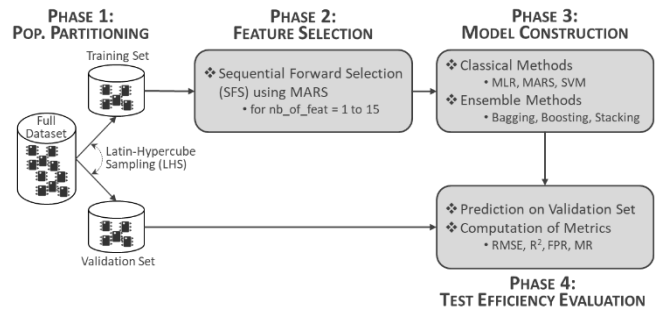 PHASE 1:
POP. PARTITIONING
PHASE 2:
FEATURE SELECTION
PHASE 3:
MODEL CONSTRUCTION
Training Set
Full
Dataset
Latin-Hypercube
Sampling (LHS)
Validation Set
❖ Sequential Forward Selection
(SFS) using MARS
• for nb_of_feat = 1 to 15
❖ Classical Methods
• MLR, MARS, SVM
❖ Ensemble Methods
• Bagging, Boosting, Stacking
❖ Prediction on Validation Set
❖ Computation of Metrics
• RMSE, R², FPR, MR
PHASE 4:
TEST EFFICIENCY EVALUATION